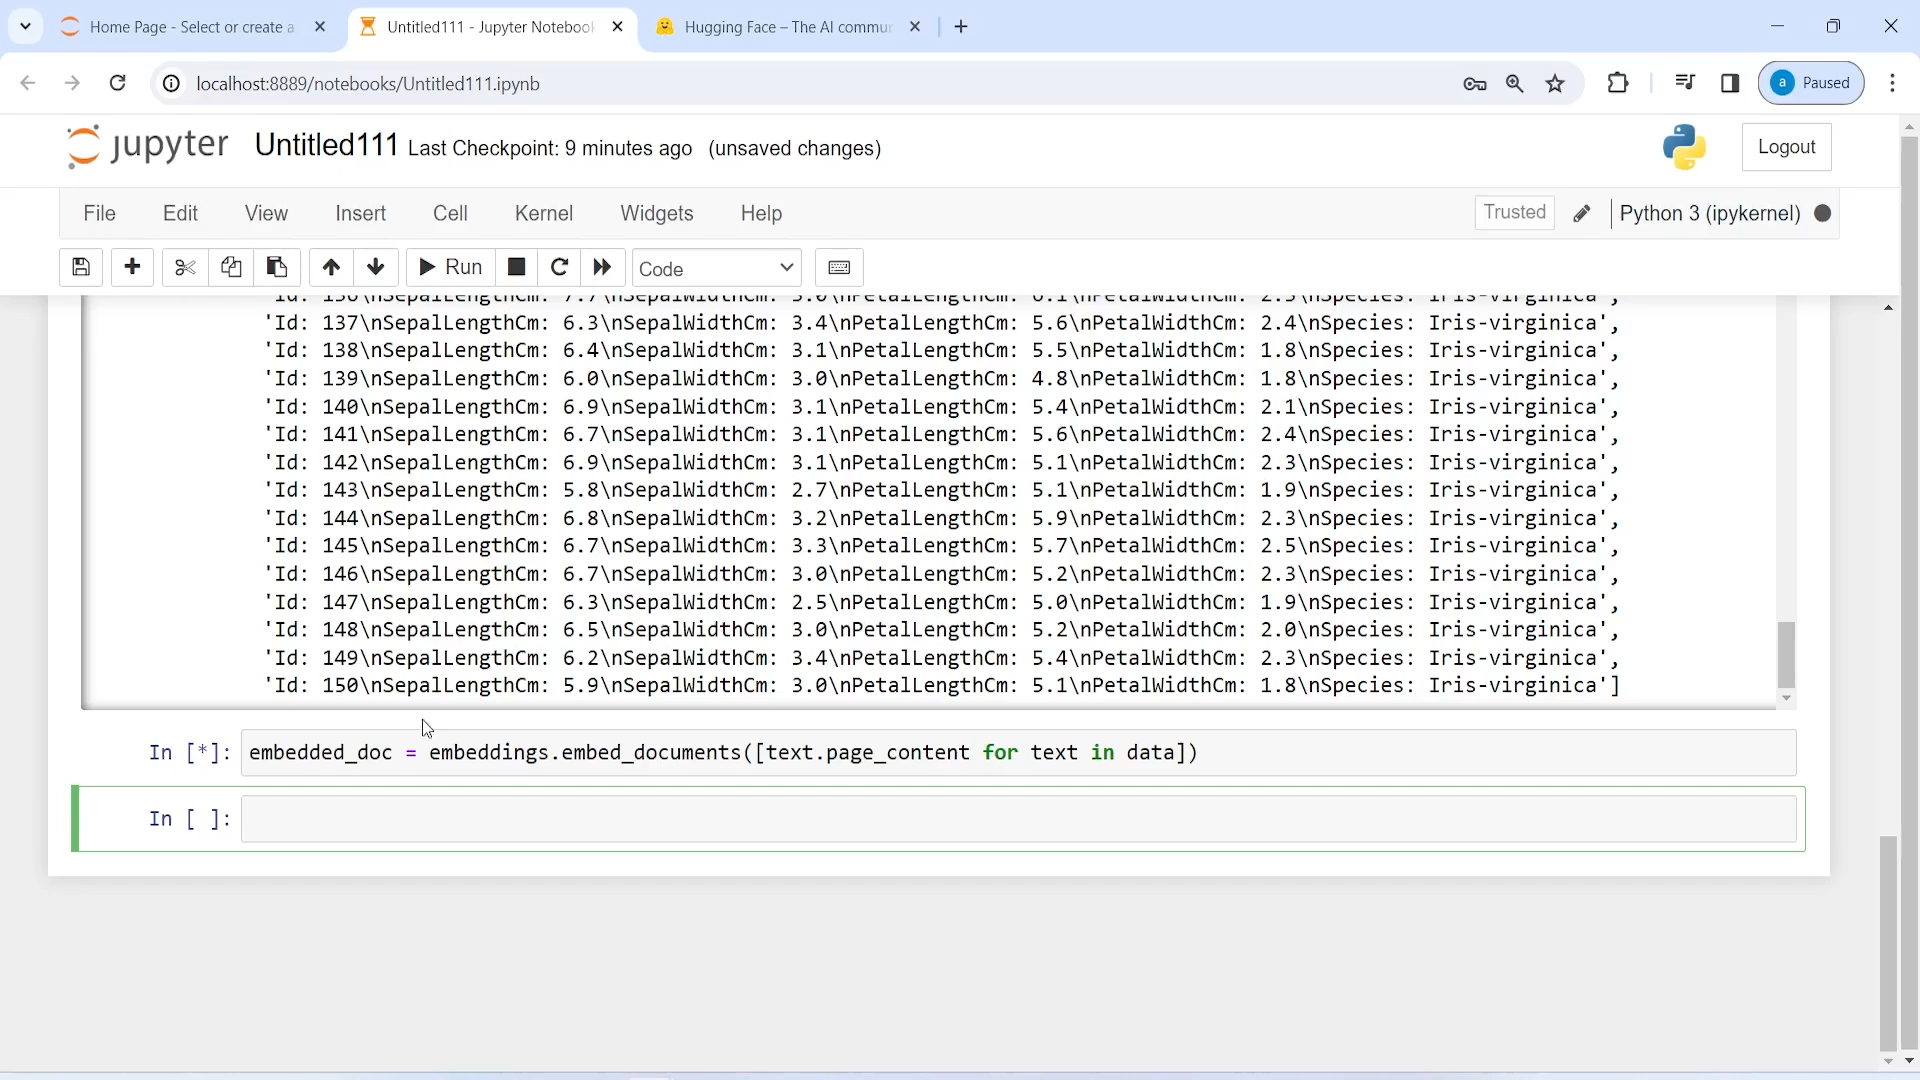 Home Page - Select or create a
Untitled111 - Jupyter Notebook
Hugging Face – The AI commu
localhost:8889/notebooks/Untitled111.ipynb
a Paused
jupyter Untitled111 Last Checkpoint: 9 minutes ago (unsaved changes)
Logout
File Edit View Insert Cell Kernel Widgets Help
Trusted
Python 3 (ipykernel)
Run
Code
'Id: 137\nSepalLengthCm: 6.3\nSepalWidthCm: 3.4\nPetalLengthCm: 5.6\nPetalWidthCm: 2.4\nSpecies: Iris-virginica',
'Id: 138\nSepalLengthCm: 6.4\nSepalWidthCm: 3.1\nPetalLengthCm: 5.5\nPetalWidthCm: 1.8\nSpecies: Iris-virginica',
'Id: 139\nSepalLengthCm: 6.0\nSepalWidthCm: 3.0\nPetalLengthCm: 4.8\nPetalWidthCm: 1.8\nSpecies: Iris-virginica',
'Id: 140\nSepalLengthCm: 6.9\nSepalWidthCm: 3.1\nPetalLengthCm: 5.4\nPetalWidthCm: 2.1\nSpecies: Iris-virginica',
'Id: 141\nSepalLengthCm: 6.7\nSepalWidthCm: 3.1\nPetalLengthCm: 5.6\nPetalWidthCm: 2.4\nSpecies: Iris-virginica',
'Id: 142\nSepalLengthCm: 6.9\nSepalWidthCm: 3.1\nPetalLengthCm: 5.1\nPetalWidthCm: 2.3\nSpecies: Iris-virginica',
'Id: 143\nSepalLengthCm: 5.8\nSepalWidthCm: 2.7\nPetalLengthCm: 5.1\nPetalWidthCm: 1.9\nSpecies: Iris-virginica',
'Id: 144\nSepalLengthCm: 6.8\nSepalWidthCm: 3.2\nPetalLengthCm: 5.9\nPetalWidthCm: 2.3\nSpecies: Iris-virginica',
'Id: 145\nSepalLengthCm: 6.7\nSepalWidthCm: 3.3\nPetalLengthCm: 5.7\nPetalWidthCm: 2.5\nSpecies: Iris-virginica',
'Id: 146\nSepalLengthCm: 6.7\nSepalWidthCm: 3.0\nPetalLengthCm: 5.2\nPetalWidthCm: 2.3\nSpecies: Iris-virginica',
'Id: 147\nSepalLengthCm: 6.3\nSepalWidthCm: 2.5\nPetalLengthCm: 5.0\nPetalWidthCm: 1.9\nSpecies: Iris-virginica',
'Id: 148\nSepalLengthCm: 6.5\nSepalWidthCm: 3.0\nPetalLengthCm: 5.2\nPetalWidthCm: 2.0\nSpecies: Iris-virginica',
'Id: 149\nSepalLengthCm: 6.2\nSepalWidthCm: 3.4\nPetalLengthCm: 5.4\nPetalWidthCm: 2.3\nSpecies: Iris-virginica',
'Id: 150\nSepalLengthCm: 5.9\nSepalWidthCm: 3.0\nPetalLengthCm: 5.1\nPetalWidthCm: 1.8\nSpecies: Iris-virginica']
In [*]: embedded_doc = embeddings.embed_documents([text.page_content for text in data])
In [ ]: